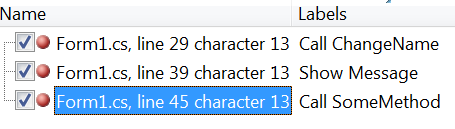 Name Labels
Form1.cs, line 29 character 13 Call ChangeName
Form1.cs, line 39 character 13 Show Message
Form1.cs, line 45 character 13 Call SomeMethod